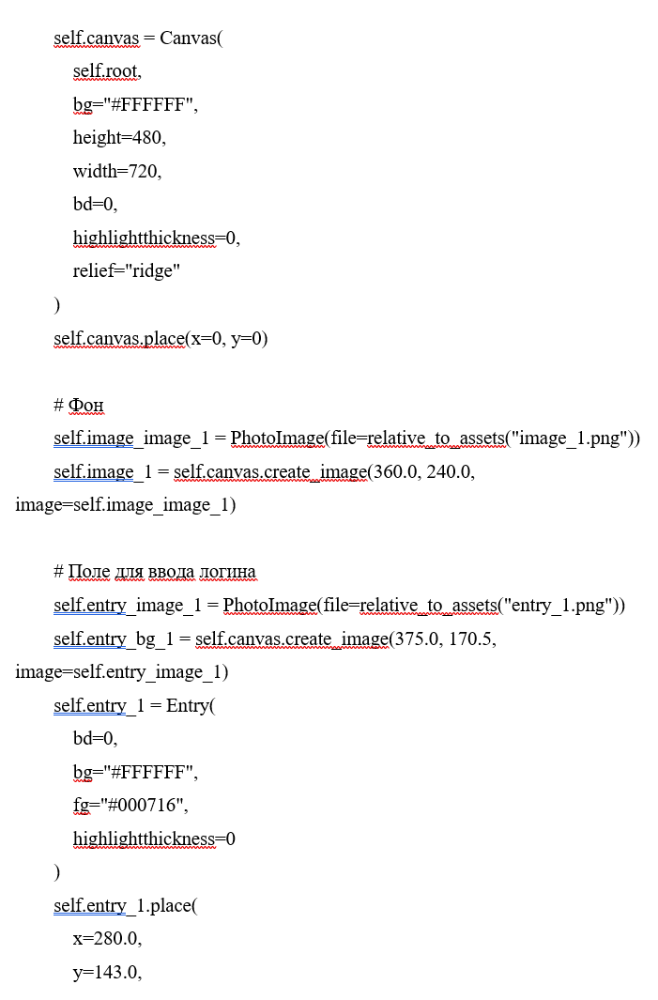 self.canvas = Canvas(
self.root,
bg="#FFFFFF",
height=480,
width=720,
bd=0,
highlightthickness=0,
relief="ridge"
)
self.canvas.place(x=0, y=0)
# Фон
self.image_image_1 = PhotoImage(file=relative_to_assets("image_1.png"))
self.image_1 = self.canvas.create_image(360.0, 240.0,
image=self.image_image_1)
# Поле для ввода логина
self.entry_image_1 = PhotoImage(file=relative_to_assets("entry_1.png"))
self.entry_bg_1 = self.canvas.create_image(375.0, 170.5,
image=self.entry_image_1)
self.entry_1 = Entry(
bd=0,
bg="#FFFFFF",
fg="#000716",
highlightthickness=0
)
self.entry_1.place(
x=280.0,
y=143.0,